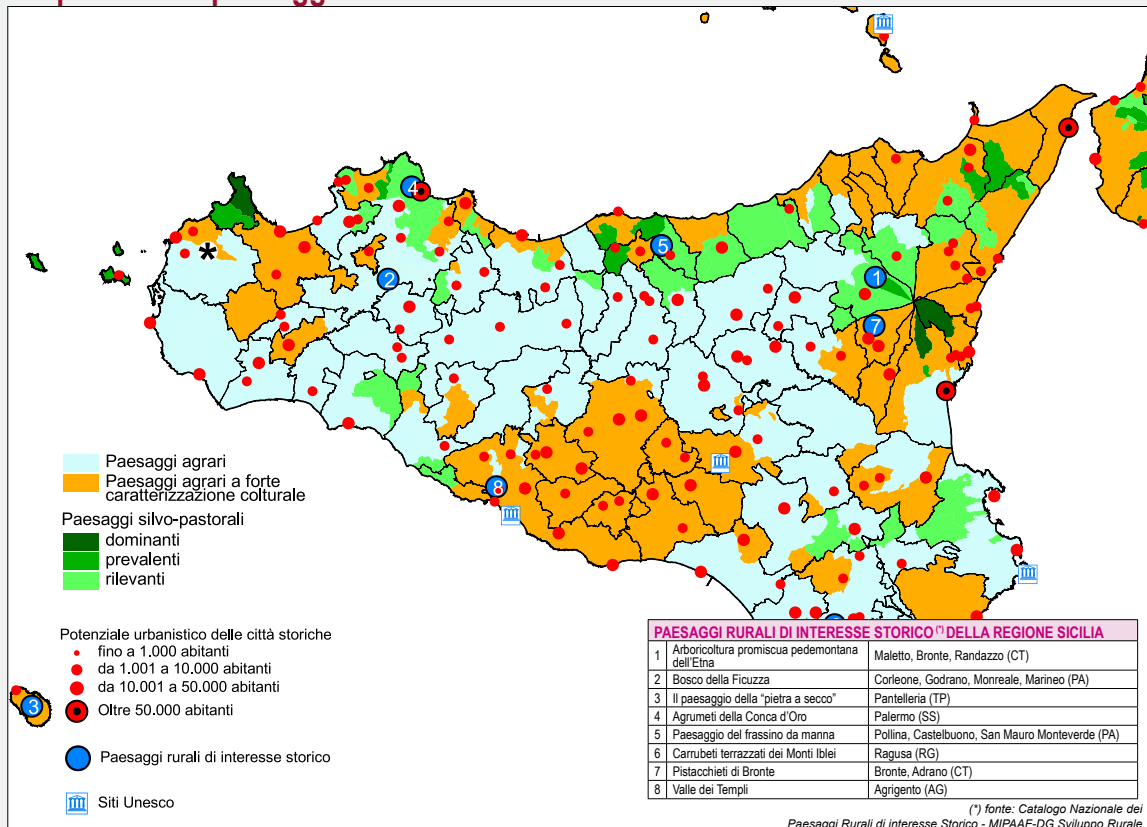 4
5
1
2
7
8
3
*
Paesaggi agrari
Paesaggi agrari a forte
caratterizzazione colturale
Paesaggi silvo-pastorali
dominanti
prevalenti
rilevanti
Potenziale urbanistico delle città storiche
fino a 1,000 abitanti
da 1.001 a 10.000 abitanti
da 10.001 a 50.000 abitanti
Oltre 50.000 abitanti
Paesaggi rurali di interesse storico
Siti Unesco
PAESAGGI RURALI DI INTERESSE STORICO (*) DELLA REGIONE SICILIA
1 Arboricoltura promiscua pedemontana dell'Etna Maletto, Bronte, Randazzo (CT)
2 Bosco della Ficuzza Corleone, Godrano, Monreale, Marineo (PA)
3 Il paesaggio della "pietra a secco" Pantelleria (TP)
4 Agrumeti della Conca d'Oro Palermo (SS)
5 Paesaggio del frassino da manna Pollina, Castelbuono, San Mauro Monteverde (PA)
6 Carrubeti terrazzati dei Monti Iblei Ragusa (RG)
7 Pistacchieti di Bronte Bronte, Adrano (CT)
8 Valle dei Templi Agrigento (AG)
(*) fonte: Catalogo Nazionale dei
Paesaggi Rurali di interesse Storico - MIPAAF-DG Sviluppo Rurale